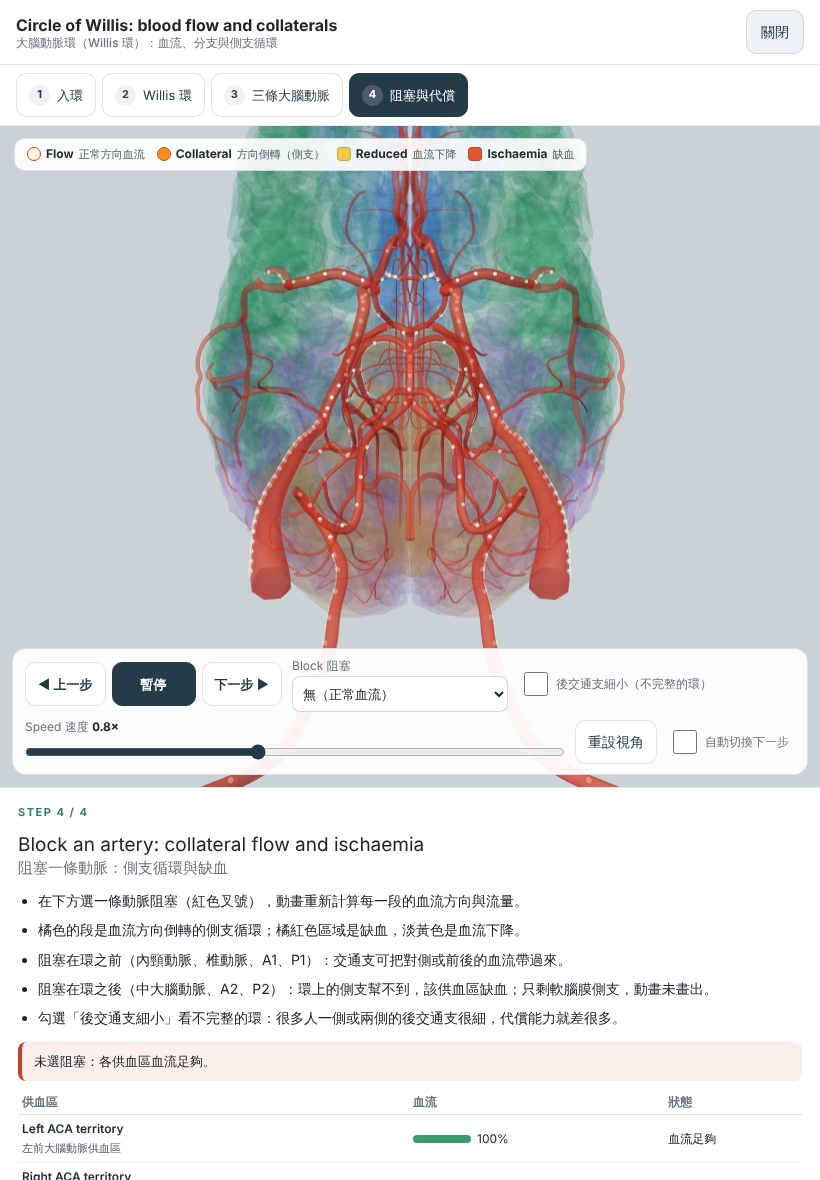 Circle of Willis: blood flow and collaterals
大腦動脈環（Willis 環）：血流、分支與側支循環
關閉
1 入環
2 Willis 環
3 三條大腦動脈
4 阻塞與代償
Flow 正常方向血流
Collateral 方向倒轉（側支）
Reduced 血流下降
Ischaemia 缺血
◀ 上一步
暫停
下一步 ▶
Block 阻塞
無（正常血流）
後交通支細小（不完整的環）
Speed 速度 0.8×
重設視角
自動切換下一步
STEP 4 / 4
Block an artery: collateral flow and ischaemia
阻塞一條動脈：側支循環與缺血
• 在下方選一條動脈阻塞（紅色叉號），動畫重新計算每一段的血流方向與流量。
• 橘色的段是血流方向倒轉的側支循環；橘紅色區域是缺血，淡黃色是血流下降。
• 阻塞在環之前（內頸動脈、椎動脈、A1、P1）：交通支可把對側或前後的血流帶過來。
• 阻塞在環之後（中大腦動脈、A2、P2）：環上的側支幫不到，該供血區缺血；只剩軟腦膜側支，動畫未畫出。
• 勾選「後交通支細小」看不完整的環：很多人一側或兩側的後交通支很細，代償能力就差很多。
未選阻塞：各供血區血流足夠。
供血區 血流 狀態
Left ACA territory
左前大腦動脈供血區
100%
血流足夠
Right ACA territory